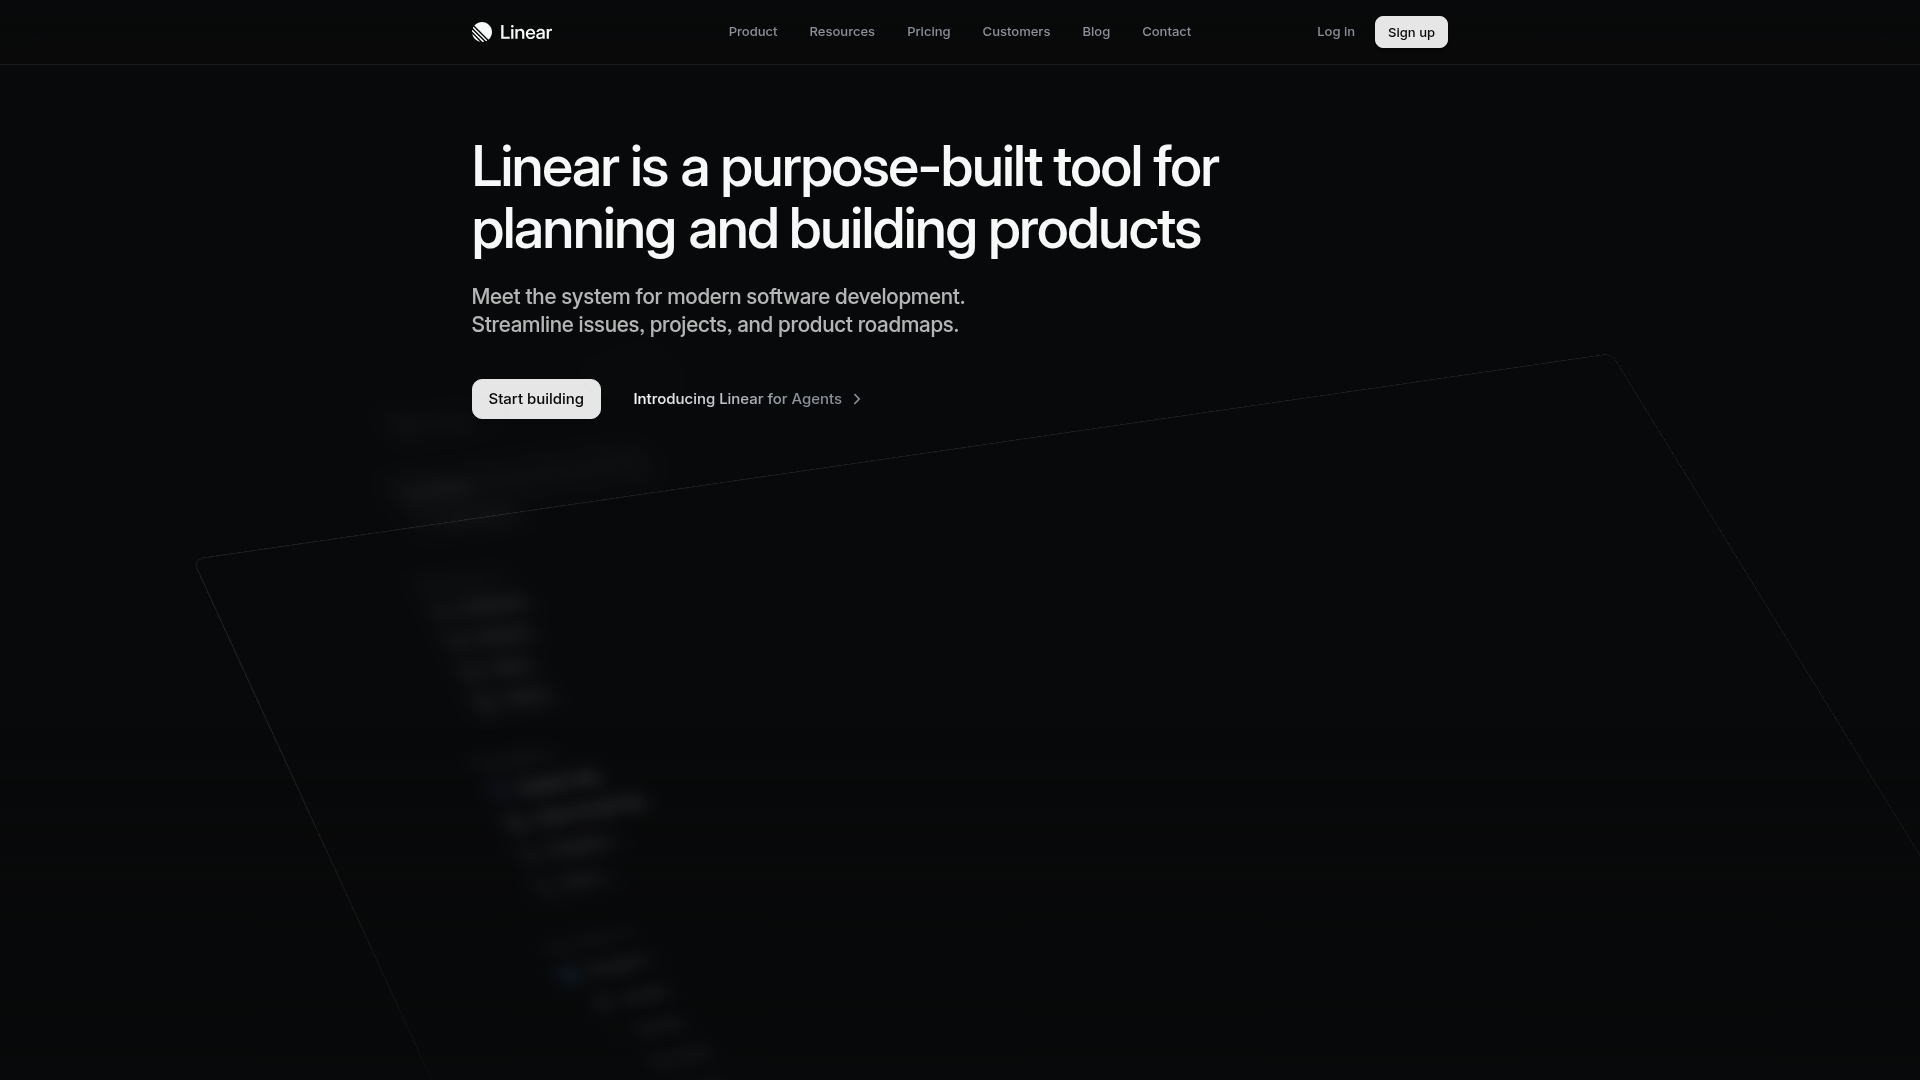 Linear
Product
Resources
Pricing
Customers
Blog
Contact
Log in
Sign up
Linear is a purpose-built tool for
planning and building products
Meet the system for modern software development.
Streamline issues, projects, and product roadmaps.
Start building
Introducing Linear for Agents